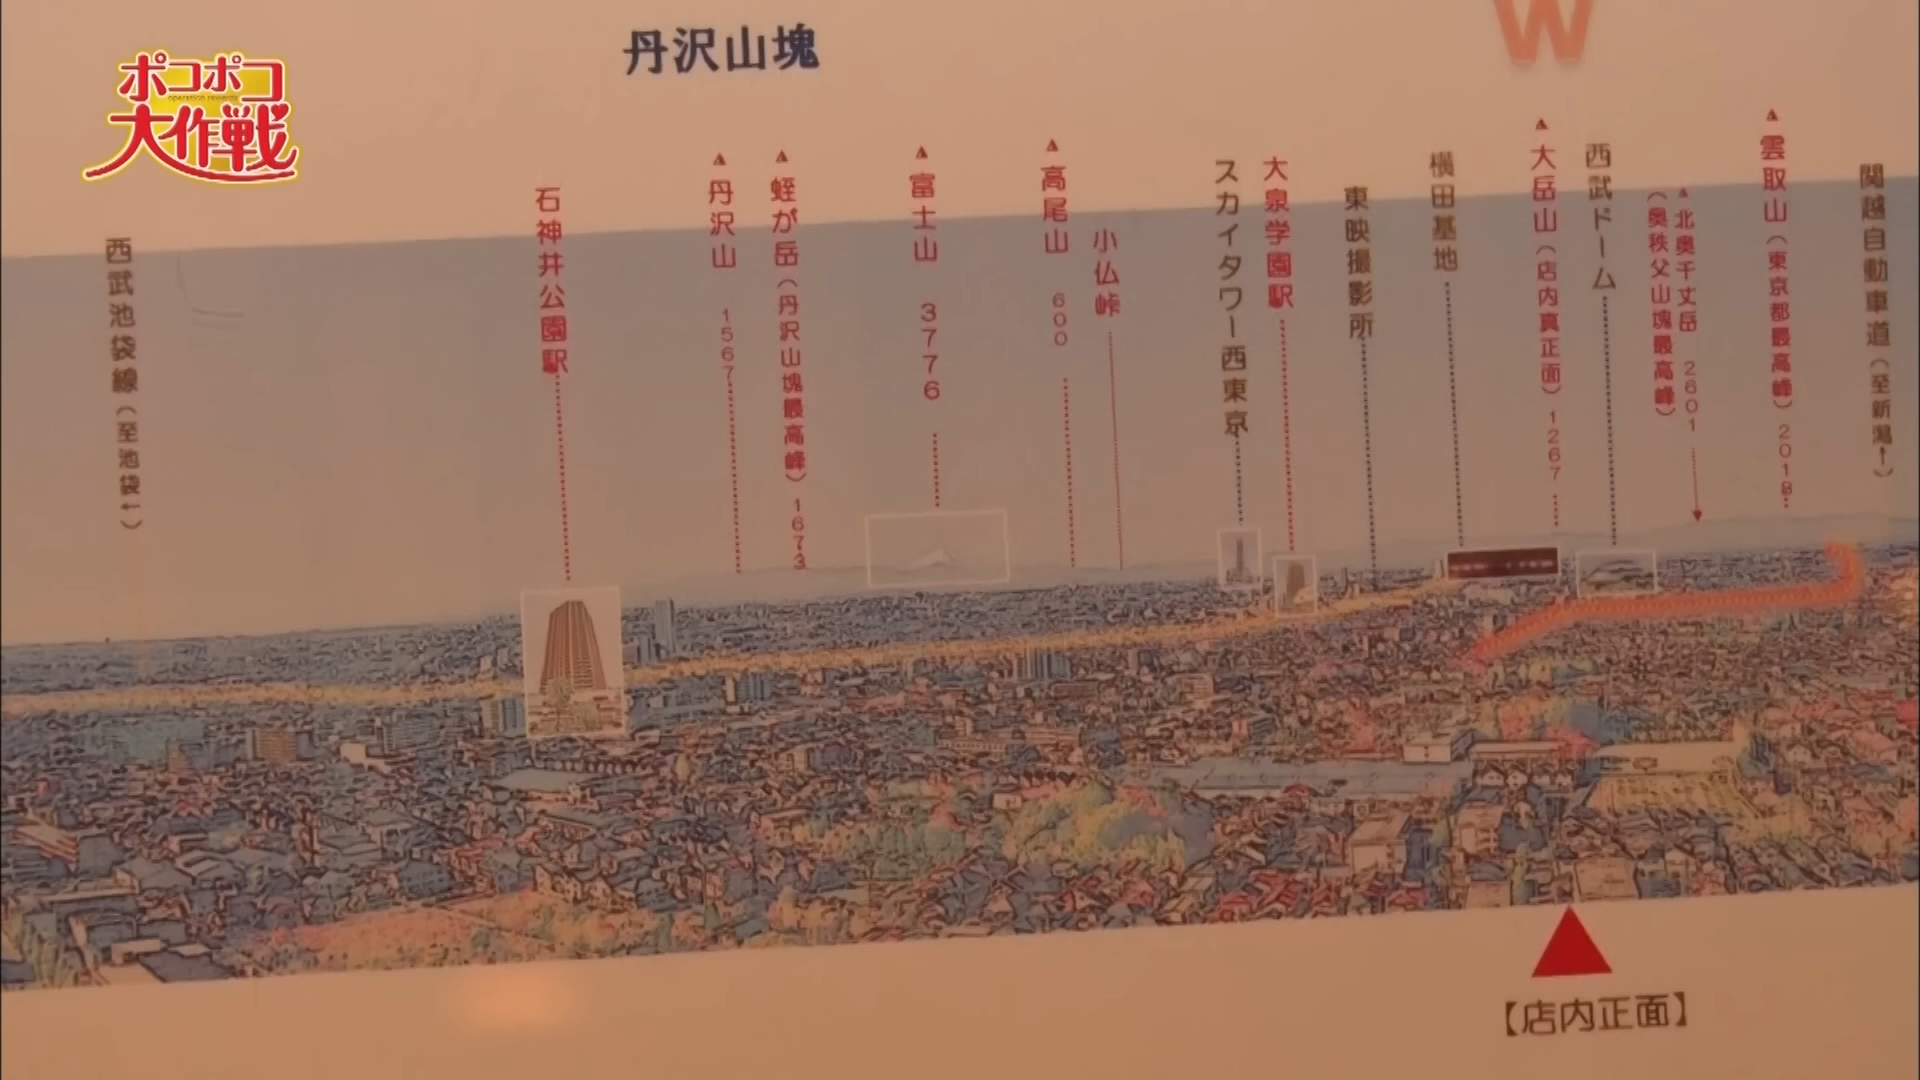 ポコポコ
operation rewards
大作戦
丹沢山塊
W
西武池袋線（至池袋←）
石神井公園駅
▲丹沢山 1567
▲蛭が岳（丹沢山塊最高峰）1673
▲富士山 3776
▲高尾山 600
小仏峠
スカイタワー西東京
大泉学園駅
東映撮影所
横田基地
▲大岳山（店内真正面）1267
西武ドーム
▲北奥千丈岳 2601
（奥秩父山塊最高峰）
▲雲取山（東京都最高峰）2018
関越自動車道（至新潟↑）
【店内正面】